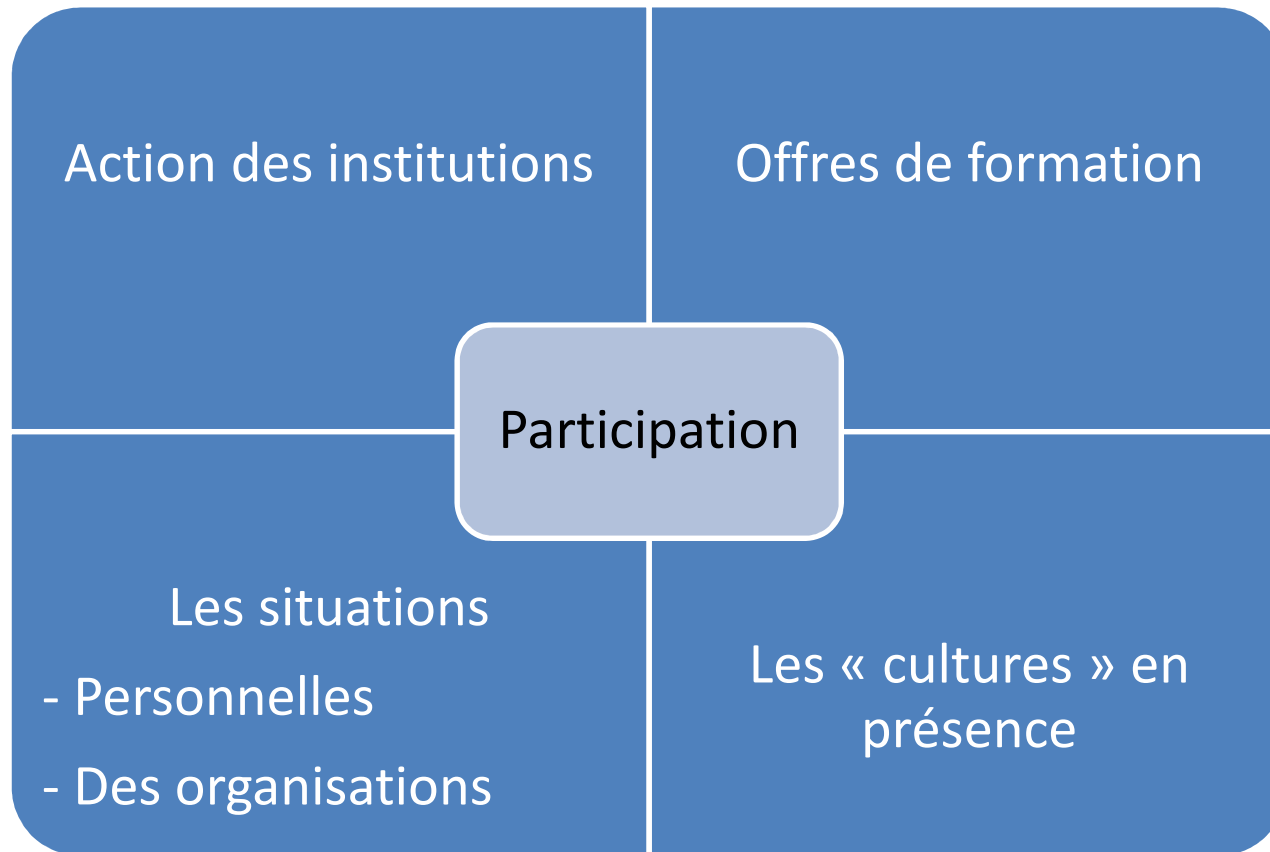 Action des institutions
Offres de formation
Participation
Les situations
- Personnelles
- Des organisations
Les « cultures » en
présence